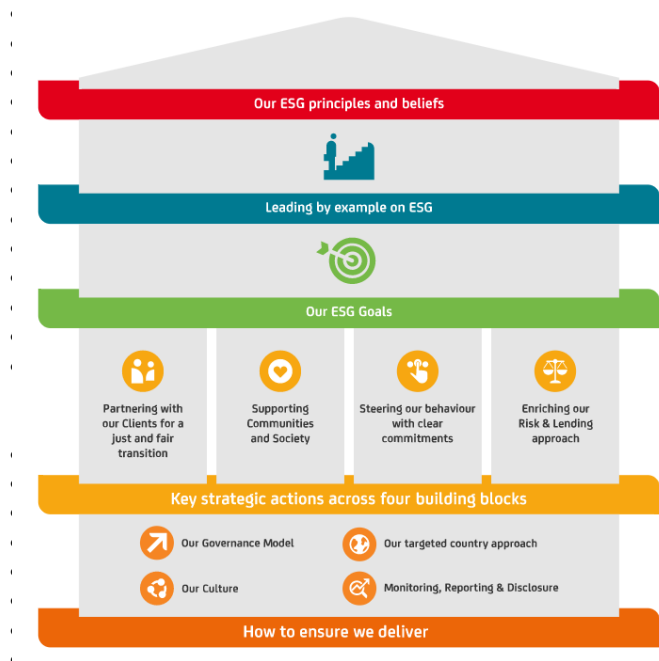 Our ESG principles and beliefs
Leading by example on ESG
Our ESG Goals
Partnering with
our Clients for a
just and fair
transition
Supporting
Communities
and Society
Steering our behaviour
with clear
commitments
Enriching our
Risk & Lending
approach
Key strategic actions across four building blocks
Our Governance Model
Our targeted country approach
Our Culture
Monitoring, Reporting & Disclosure
How to ensure we deliver